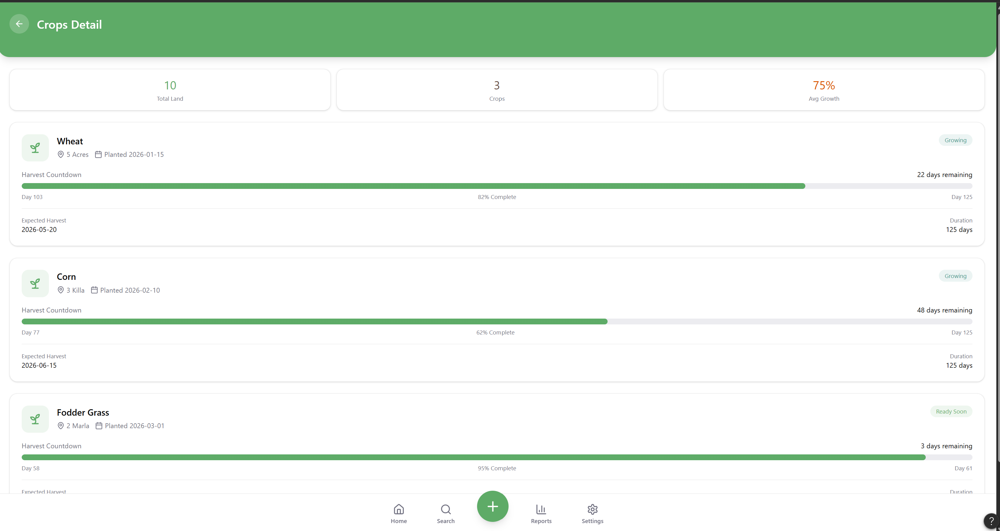 Crops Detail
10
Total Land
3
Crops
75%
Avg Growth
Wheat
Growing
5 Acres Planted 2026-01-15
Harvest Countdown 22 days remaining
Day 103 82% Complete Day 125
Expected Harvest Duration
2026-05-20 125 days
Corn
Growing
3 Killa Planted 2026-02-10
Harvest Countdown 48 days remaining
Day 77 62% Complete Day 125
Expected Harvest Duration
2026-06-15 125 days
Fodder Grass
Ready Soon
2 Marla Planted 2026-03-01
Harvest Countdown 3 days remaining
Day 58 95% Complete Day 61
Expected Harvest Duration
Home Search + Reports Settings
?